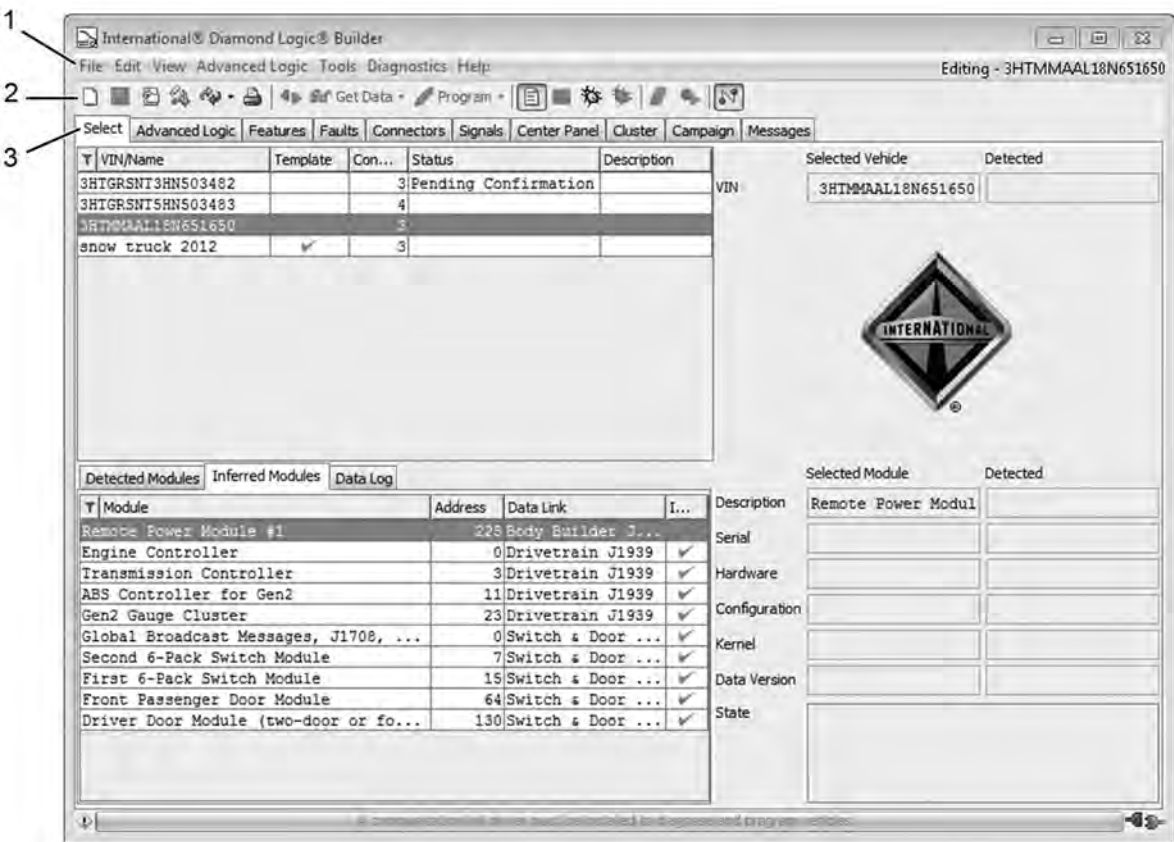 1
International® Diamond Logic® Builder
File Edit View Advanced Logic Tools Diagnostics Help
Editing - 3HTMMAAL18N651650
2
Get Data Program
3
Select Advanced Logic Features Faults Connectors Signals Center Panel Cluster Campaign Messages
VIN/Name Template Con... Status Description
Selected Vehicle Detected
3HTGRSNT3HN503482 3 Pending Confirmation
VIN 3HTMMAAL18N651650
3HTGRSNT5HN503483 4
3HTMMAAL18N651650 3
snow truck 2012 3
INTERNATIONAL
®
Detected Modules Inferred Modules Data Log
Selected Module Detected
Module Address Data Link I...
Description Remote Power Modul
Remote Power Module #1 225 Body Builder J...
Serial
Engine Controller 0 Drivetrain J1939
Transmission Controller 3 Drivetrain J1939
Hardware
ABS Controller for Gen2 11 Drivetrain J1939
Configuration
Gen2 Gauge Cluster 23 Drivetrain J1939
Global Broadcast Messages, J1708, ... 0 Switch & Door ...
Kernel
Second 6-Pack Switch Module 7 Switch & Door ...
First 6-Pack Switch Module 15 Switch & Door ...
Data Version
Front Passenger Door Module 64 Switch & Door ...
State
Driver Door Module (two-door or fo... 130 Switch & Door ...